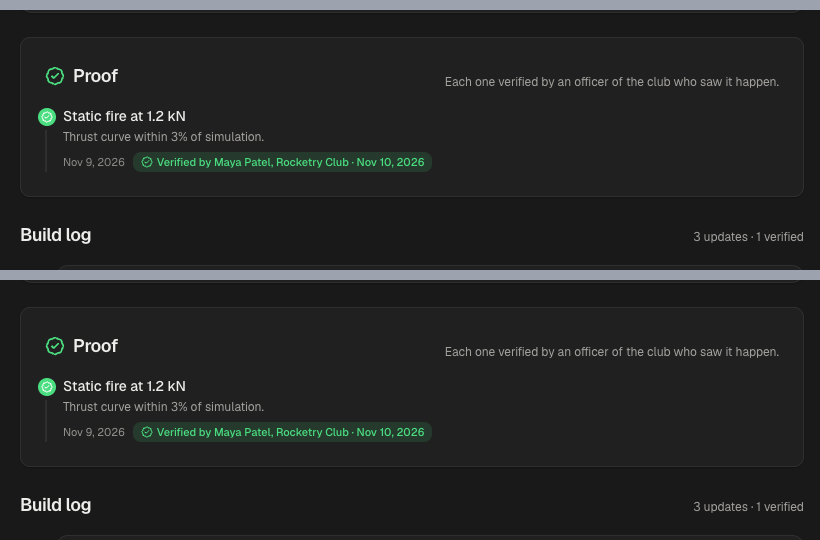 Proof
Each one verified by an officer of the club who saw it happen.
Static fire at 1.2 kN
Thrust curve within 3% of simulation.
Nov 9, 2026 Verified by Maya Patel, Rocketry Club · Nov 10, 2026
Build log
3 updates · 1 verified
Proof
Each one verified by an officer of the club who saw it happen.
Static fire at 1.2 kN
Thrust curve within 3% of simulation.
Nov 9, 2026 Verified by Maya Patel, Rocketry Club · Nov 10, 2026
Build log
3 updates · 1 verified